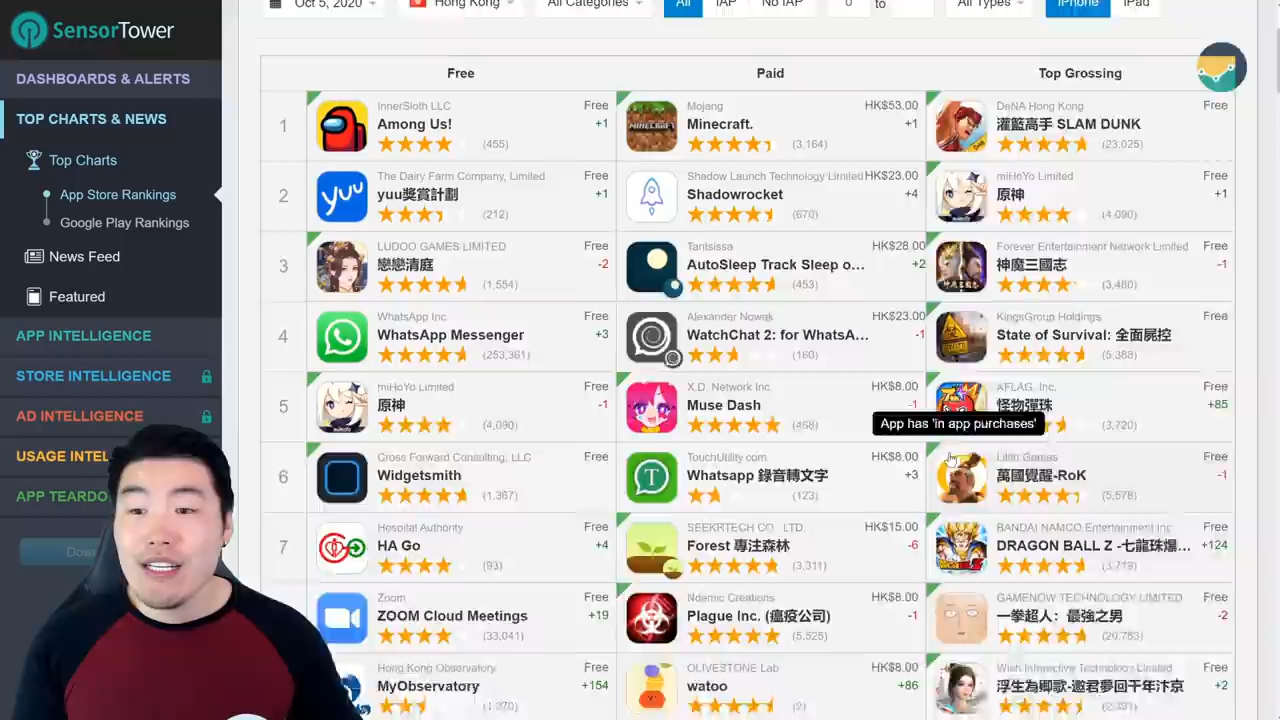 SensorTower
DASHBOARDS & ALERTS
TOP CHARTS & NEWS
Top Charts
App Store Rankings
Google Play Rankings
News Feed
Featured
APP INTELLIGENCE
STORE INTELLIGENCE
AD INTELLIGENCE
USAGE INTEL
APP TEARDO
Dow
Oct 5, 2020
Hong Kong
All Categories
All
IAP
No IAP
0
to
All Types
iPhone
iPad
Free
Paid
Top Grossing
1
InnerSloth LLC
Free
Among Us!
+1
(455)
Mojang
HK$53.00
Minecraft.
+1
(3,164)
DeNA Hong Kong
Free
灌籃高手 SLAM DUNK
(23,025)
2
The Dairy Farm Company, Limited
Free
yuu獎賞計劃
+1
(212)
Shadow Launch Technology Limited
HK$23.00
Shadowrocket
+4
(670)
miHoYo Limited
Free
原神
+1
(4,090)
3
LUDOO GAMES LIMITED
Free
戀戀清庭
-2
(1,554)
Tantsissa
HK$28.00
AutoSleep Track Sleep o...
+2
(453)
Forever Entertainment Network Limited
Free
神魔三國志
-1
(3,480)
4
WhatsApp Inc.
Free
WhatsApp Messenger
+3
(253,361)
Alexander Nowak
HK$23.00
WatchChat 2: for WhatsA...
-1
(160)
KingsGroup Holdings
Free
State of Survival: 全面屍控
(5,388)
5
miHoYo Limited
Free
原神
-1
(4,090)
X.D. Network Inc.
HK$8.00
Muse Dash
-1
(458)
XFLAG, Inc.
Free
怪物彈珠
+85
(3,720)
App has 'in app purchases'
6
Cross Forward Consulting, LLC
Free
Widgetsmith
(1,367)
TouchUtility.com
HK$8.00
Whatsapp 錄音轉文字
+3
(123)
Lilith Games
Free
萬國覺醒-RoK
-1
(5,578)
7
Hospital Authority
Free
HA Go
+4
(93)
SEEKRTECH CO., LTD.
HK$15.00
Forest 專注森林
-6
(3,311)
BANDAI NAMCO Entertainment Inc.
Free
DRAGON BALL Z -七龍珠爆...
+124
(3,719)
Zoom
Free
ZOOM Cloud Meetings
+19
(33,041)
Ndemic Creations
HK$8.00
Plague Inc. (瘟疫公司)
-1
(5,525)
GAMENOW TECHNOLOGY LIMITED
Free
一拳超人：最強之男
-2
(20,783)
Hong Kong Observatory
Free
MyObservatory
+154
OLIVESTONE Lab
HK$8.00
watoo
+86
(2)
Wish Interactive Technology Limited
Free
浮生為卿歌-邀君夢回千年汴京
+2